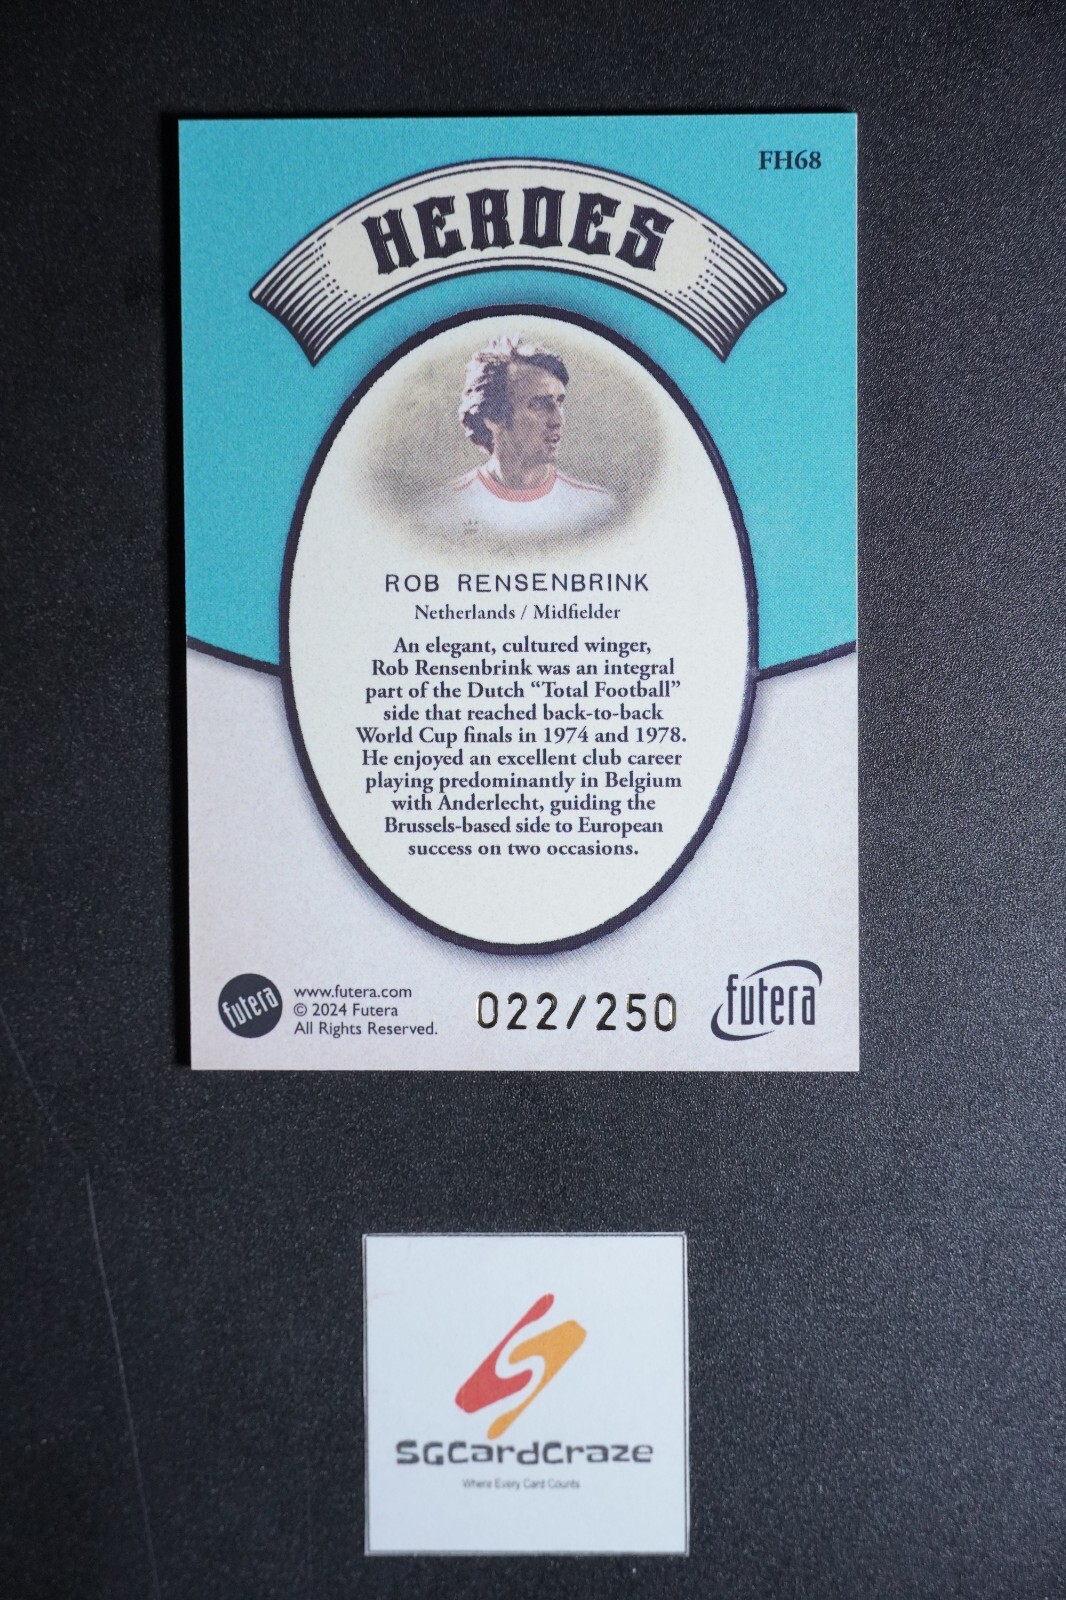 FH68
HEROES
ROB RENSENBRINK
Netherlands / Midfielder
An elegant, cultured winger,
Rob Rensenbrink was an integral
part of the Dutch “Total Football”
side that reached back-to-back
World Cup finals in 1974 and 1978.
He enjoyed an excellent club career
playing predominantly in Belgium
with Anderlecht, guiding the
Brussels-based side to European
success on two occasions.
futera
www.futera.com
© 2024 Futera
All Rights Reserved.
022/250
futera
SGCardCraze
Where Every Card Counts